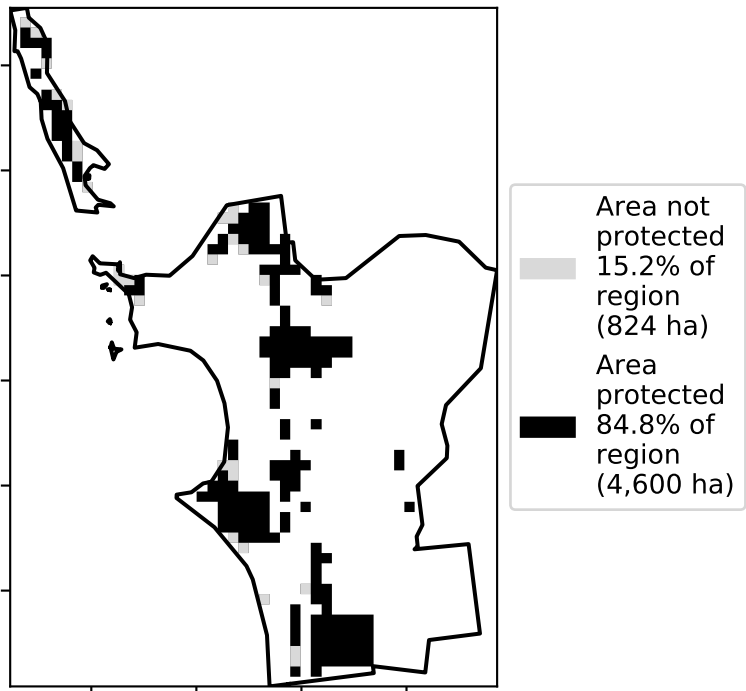 Area not
protected
15.2% of
region
(824 ha)
Area
protected
84.8% of
region
(4,600 ha)